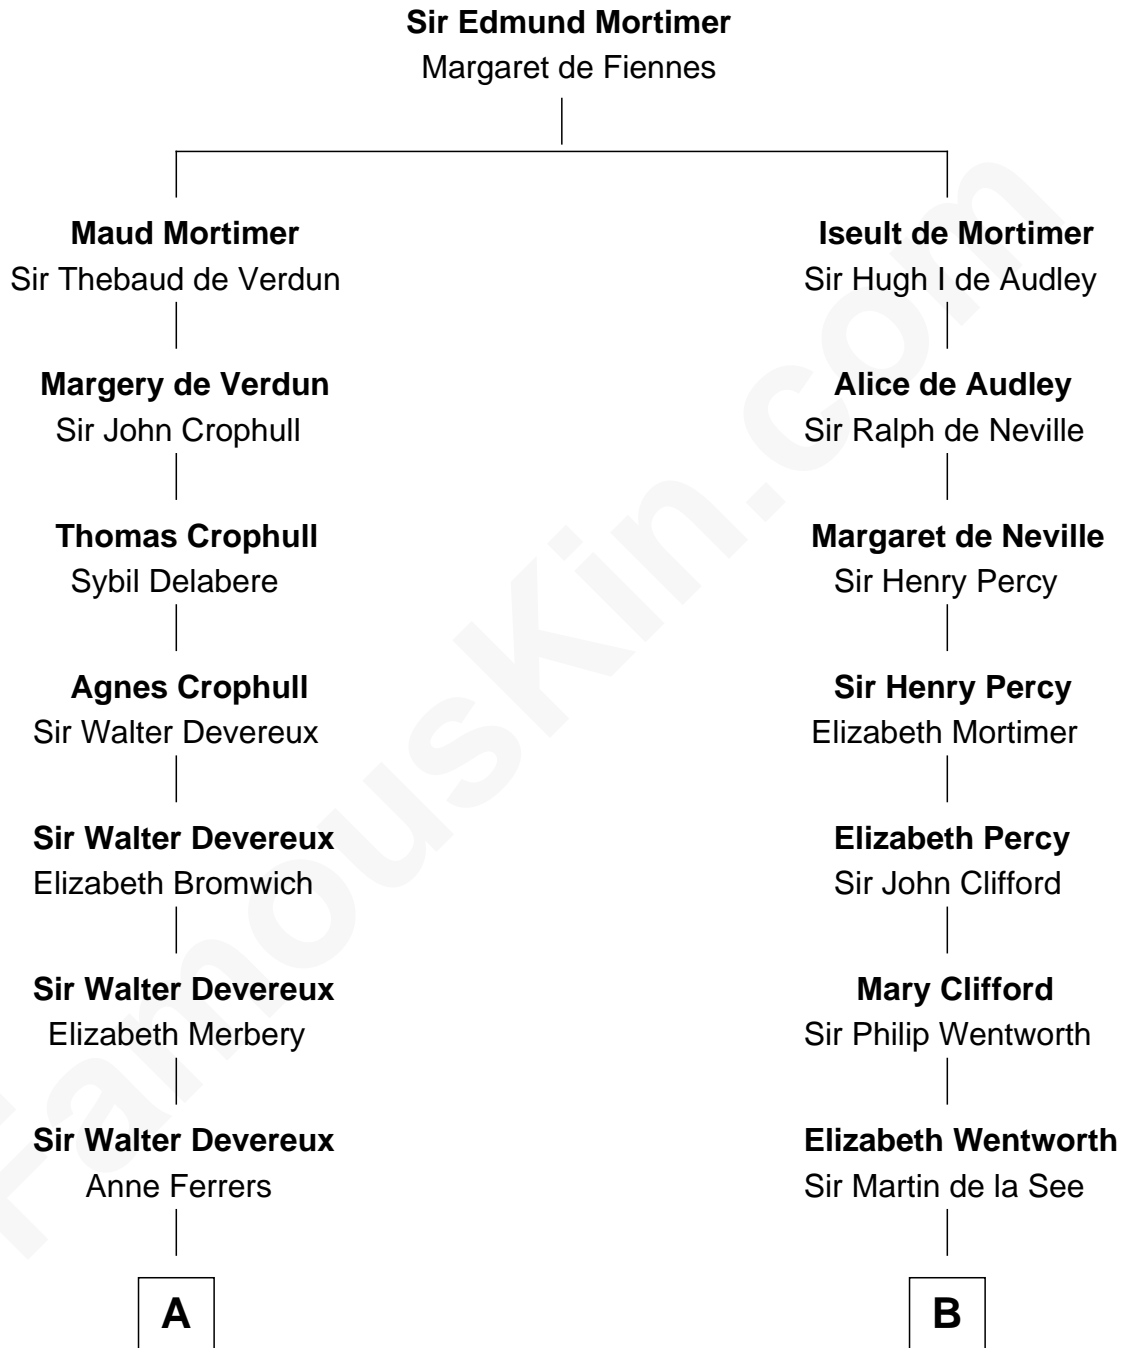 Sir Edmund Mortimer
Margaret de Fiennes
Maud Mortimer
Sir Thebaud de Verdun
Iseult de Mortimer
Sir Hugh I de Audley
Margery de Verdun
Sir John Crophull
Alice de Audley
Sir Ralph de Neville
Thomas Crophull
Sybil Delabere
Margaret de Neville
Sir Henry Percy
Agnes Crophull
Sir Walter Devereux
Sir Henry Percy
Elizabeth Mortimer
Sir Walter Devereux
Elizabeth Bromwich
Elizabeth Percy
Sir John Clifford
Sir Walter Devereux
Elizabeth Merbery
Mary Clifford
Sir Philip Wentworth
Sir Walter Devereux
Anne Ferrers
Elizabeth Wentworth
Sir Martin de la See
A
B
FamousKin.com